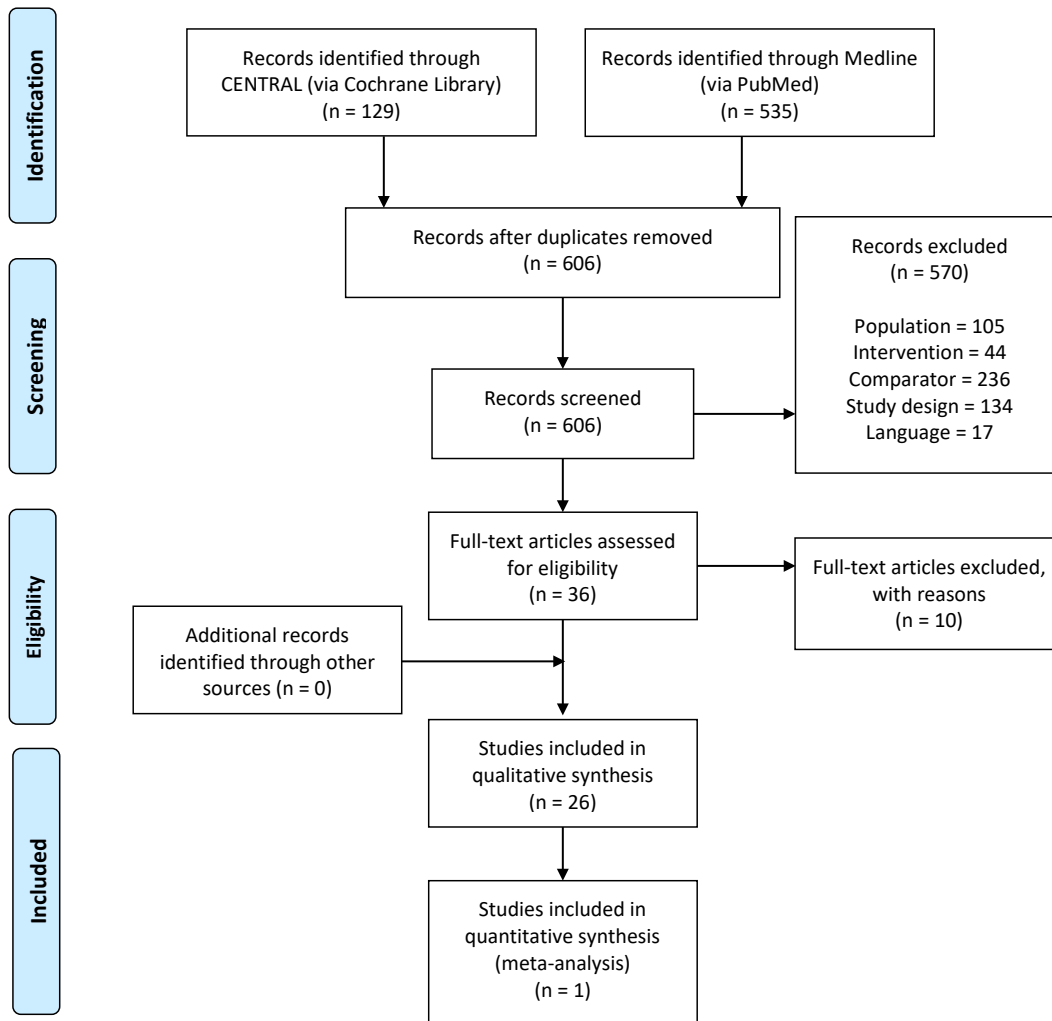 Identification
Records identified through
CENTRAL (via Cochrane Library)
(n = 129)
Records identified through Medline
(via PubMed)
(n = 535)
Records after duplicates removed
(n = 606)
Screening
Records screened
(n = 606)
Records excluded
(n = 570)
Population = 105
Intervention = 44
Comparator = 236
Study design = 134
Language = 17
Eligibility
Full-text articles assessed
for eligibility
(n = 36)
Full-text articles excluded,
with reasons
(n = 10)
Additional records
identified through other
sources (n = 0)
Included
Studies included in
qualitative synthesis
(n = 26)
Studies included in
quantitative synthesis
(meta-analysis)
(n = 1)